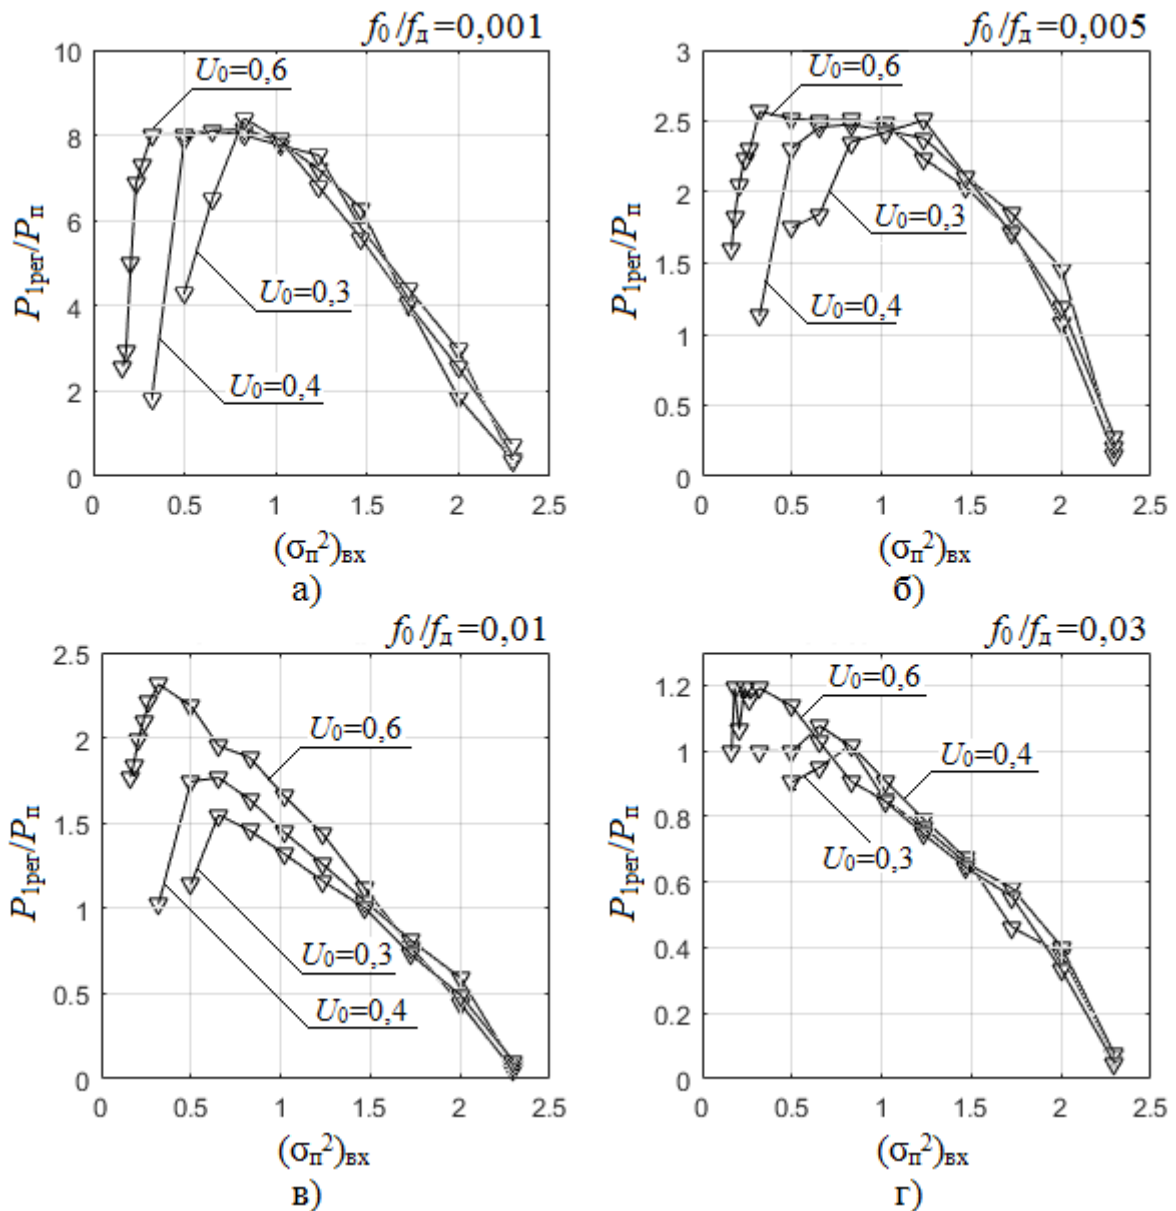 f₀/fд=0,001
10
8
6
4
2
0
0 0.5 1 1.5 2 2.5
P₁рег/Pп
U₀=0,6
U₀=0,3
U₀=0,4
(σп²)вх
а)
f₀/fд=0,005
3
2.5
2
1.5
1
0.5
0
0 0.5 1 1.5 2 2.5
P₁рег/Pп
U₀=0,6
U₀=0,3
U₀=0,4
(σп²)вх
б)
f₀/fд=0,01
2.5
2
1.5
1
0.5
0
0 0.5 1 1.5 2 2.5
P₁рег/Pп
U₀=0,6
U₀=0,3
U₀=0,4
(σп²)вх
в)
f₀/fд=0,03
1.2
1
0.8
0.6
0.4
0.2
0
0 0.5 1 1.5 2 2.5
P₁рег/Pп
U₀=0,6
U₀=0,4
U₀=0,3
(σп²)вх
г)